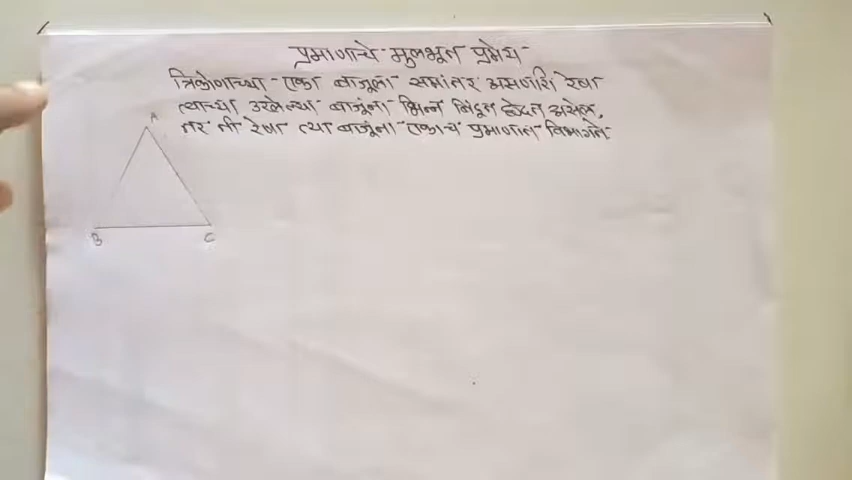 प्रमाणाचे मुलभूत प्रमेय
त्रिकोणाच्या एका बाजूला समांतर असणारी रेषा
त्याच्या उरलेल्या बाजूंना भिन्न बिंदूत छेदत असेल,
तर ती रेषा त्या बाजूंना एकाच प्रमाणात विभागते
A
B
C